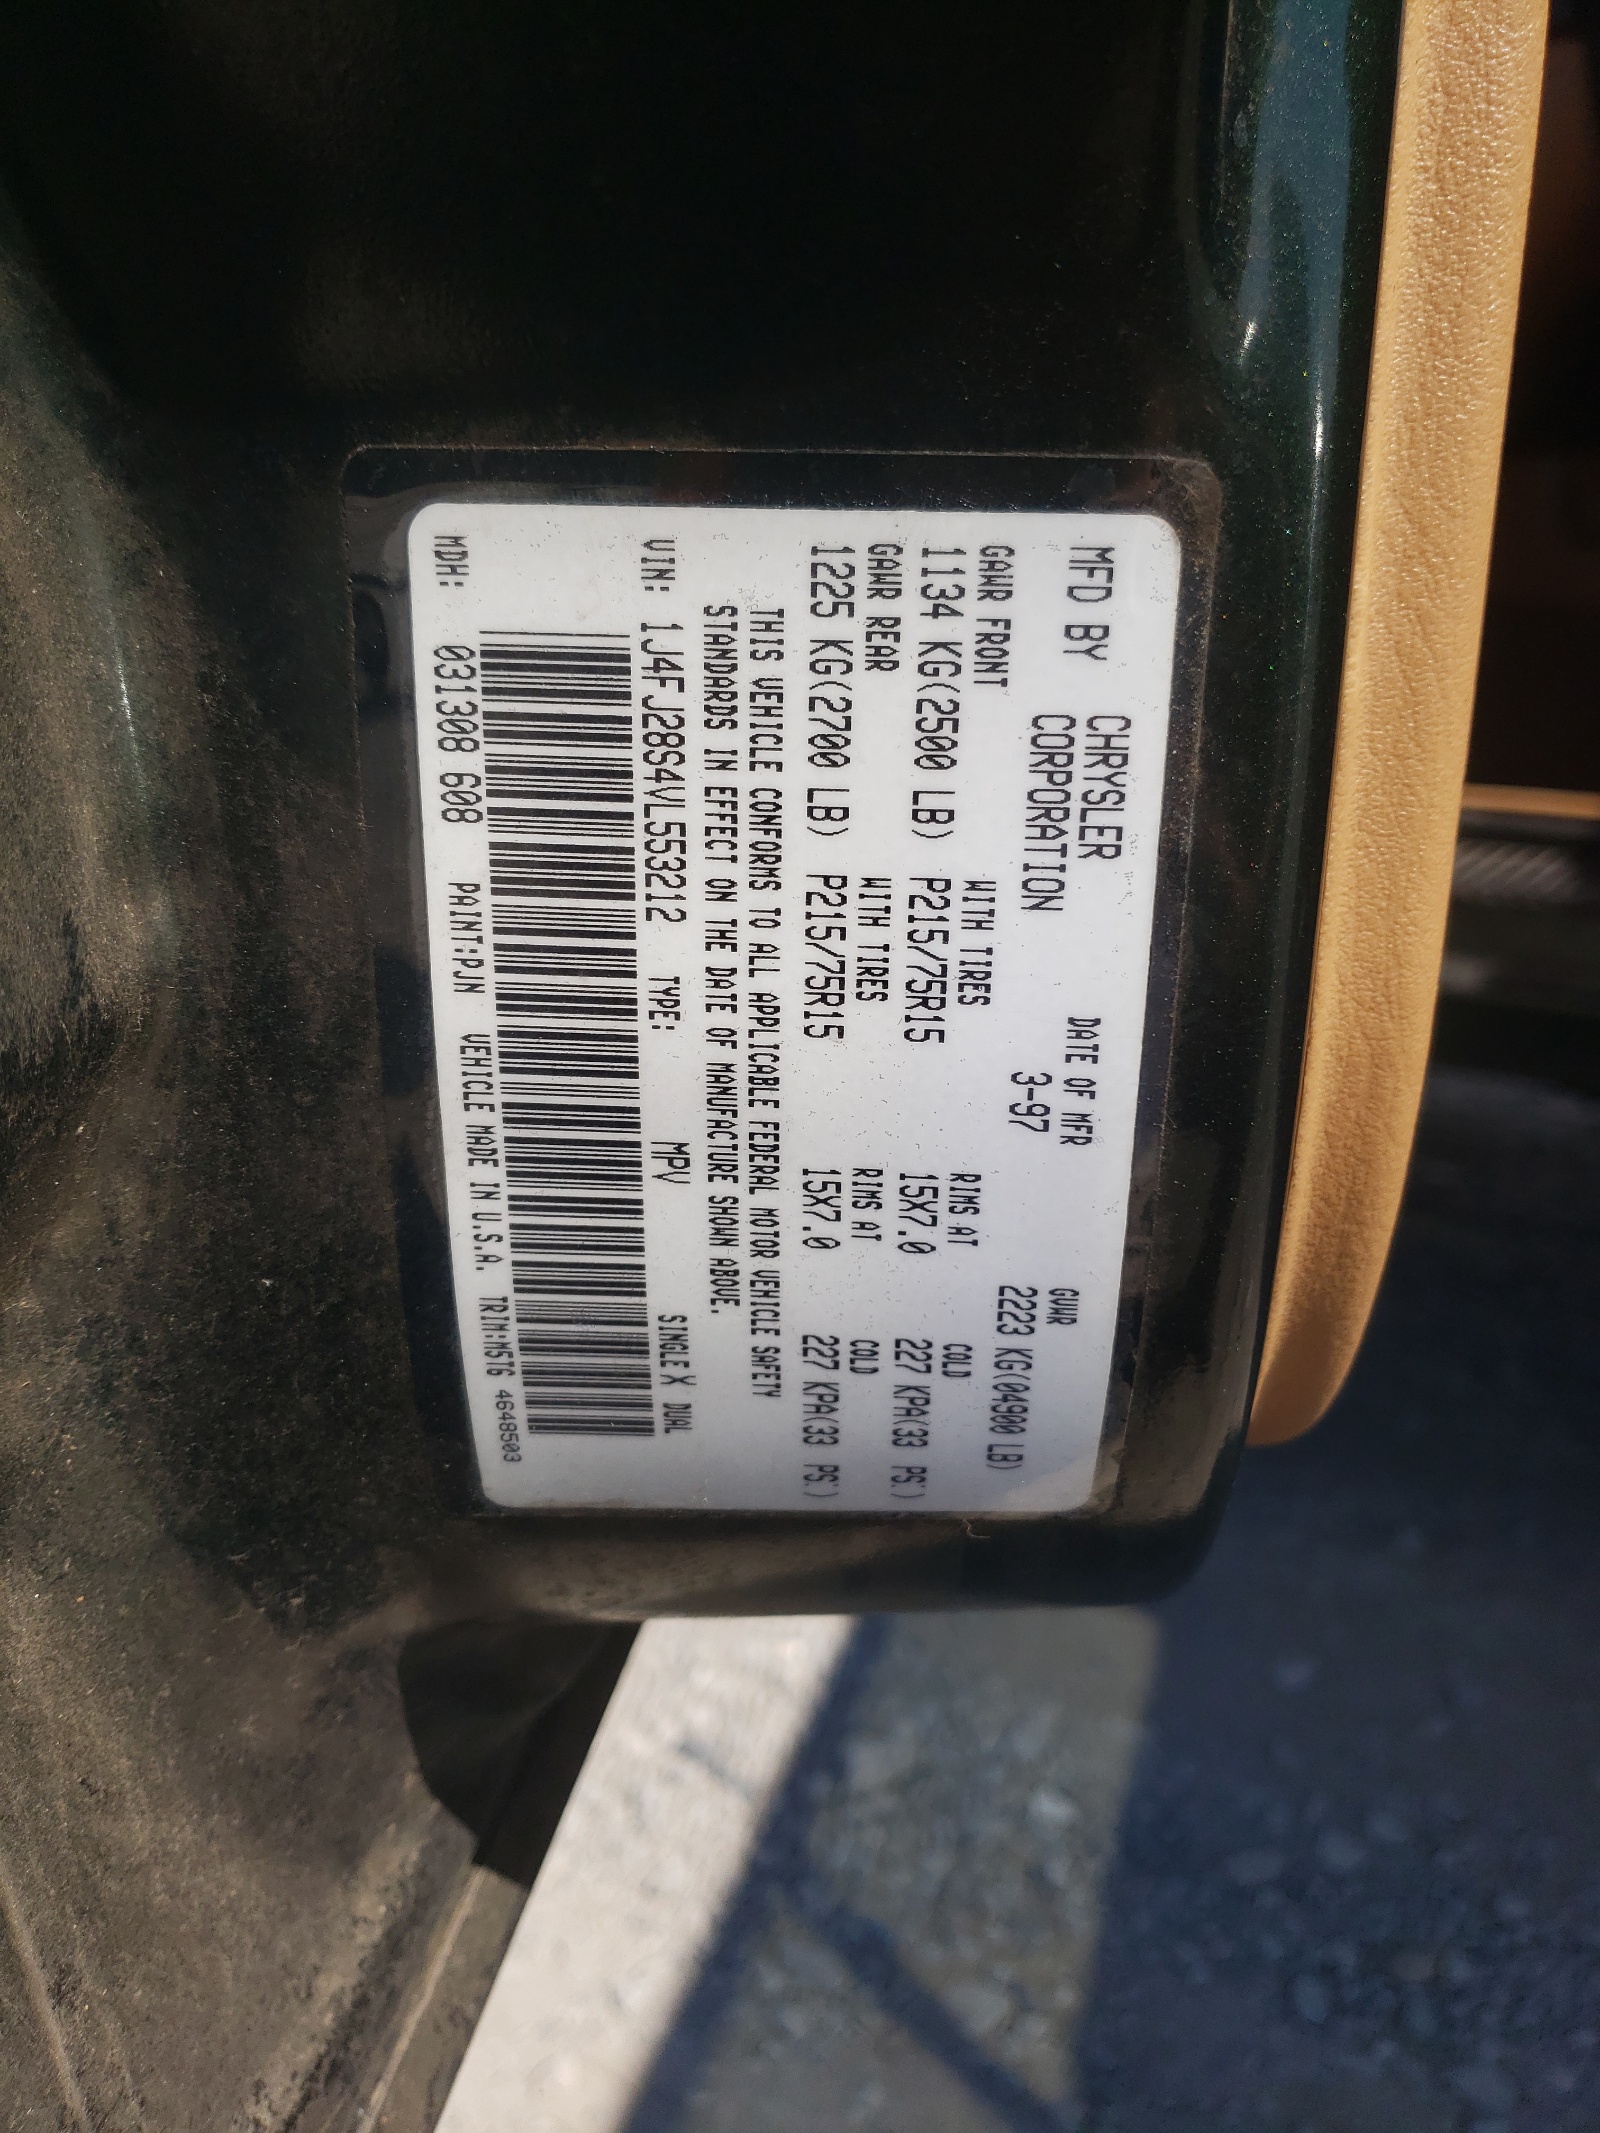 MFD BY CHRYSLER CORPORATION DATE OF MFR 3-97 GVWR 2223 KG(04900 LB)
GAWR FRONT WITH TIRES RIMS AT COLD
1134 KG(2500 LB) P215/75R15 15X7.0 227 KPA(33 PSI)
GAWR REAR WITH TIRES RIMS AT COLD
1225 KG(2700 LB) P215/75R15 15X7.0 227 KPA(33 PSI)
THIS VEHICLE CONFORMS TO ALL APPLICABLE FEDERAL MOTOR VEHICLE SAFETY
STANDARDS IN EFFECT ON THE DATE OF MANUFACTURE SHOWN ABOVE.
VIN: 1J4FJ28S4VL553212 TYPE: MPV SINGLE X DUAL
MDH: 031308 608 PAINT:PJN VEHICLE MADE IN U.S.A. TRIM:M5T6 4648503